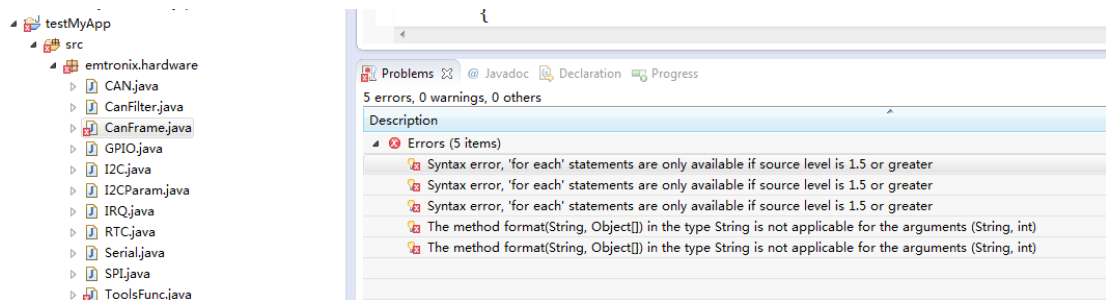 testMyApp
src
emtronix.hardware
CAN.java
CanFilter.java
CanFrame.java
GPIO.java
I2C.java
I2CParam.java
IRQ.java
RTC.java
Serial.java
SPI.java
ToolsFunc.java
{
Problems @ Javadoc Declaration Progress
5 errors, 0 warnings, 0 others
Description
Errors (5 items)
Syntax error, 'for each' statements are only available if source level is 1.5 or greater
Syntax error, 'for each' statements are only available if source level is 1.5 or greater
Syntax error, 'for each' statements are only available if source level is 1.5 or greater
The method format(String, Object[]) in the type String is not applicable for the arguments (String, int)
The method format(String, Object[]) in the type String is not applicable for the arguments (String, int)